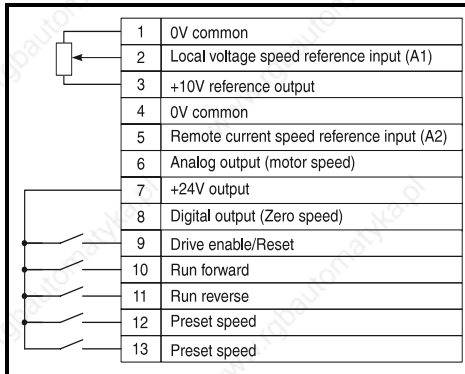 1 0V common
2 Local voltage speed reference input (A1)
3 +10V reference output
4 0V common
5 Remote current speed reference input (A2)
6 Analog output (motor speed)
7 +24V output
8 Digital output (Zero speed)
9 Drive enable/Reset
10 Run forward
11 Run reverse
12 Preset speed
13 Preset speed